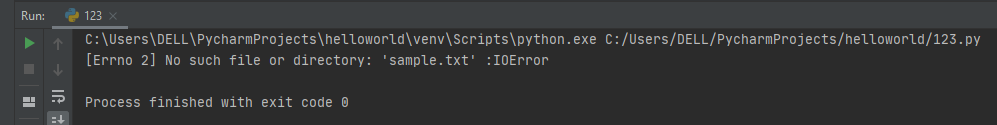 Run: 123
C:\Users\DELL\PycharmProjects\helloworld\venv\Scripts\python.exe C:/Users/DELL/PycharmProjects/helloworld/123.py
[Errno 2] No such file or directory: 'sample.txt' :IOError
Process finished with exit code 0